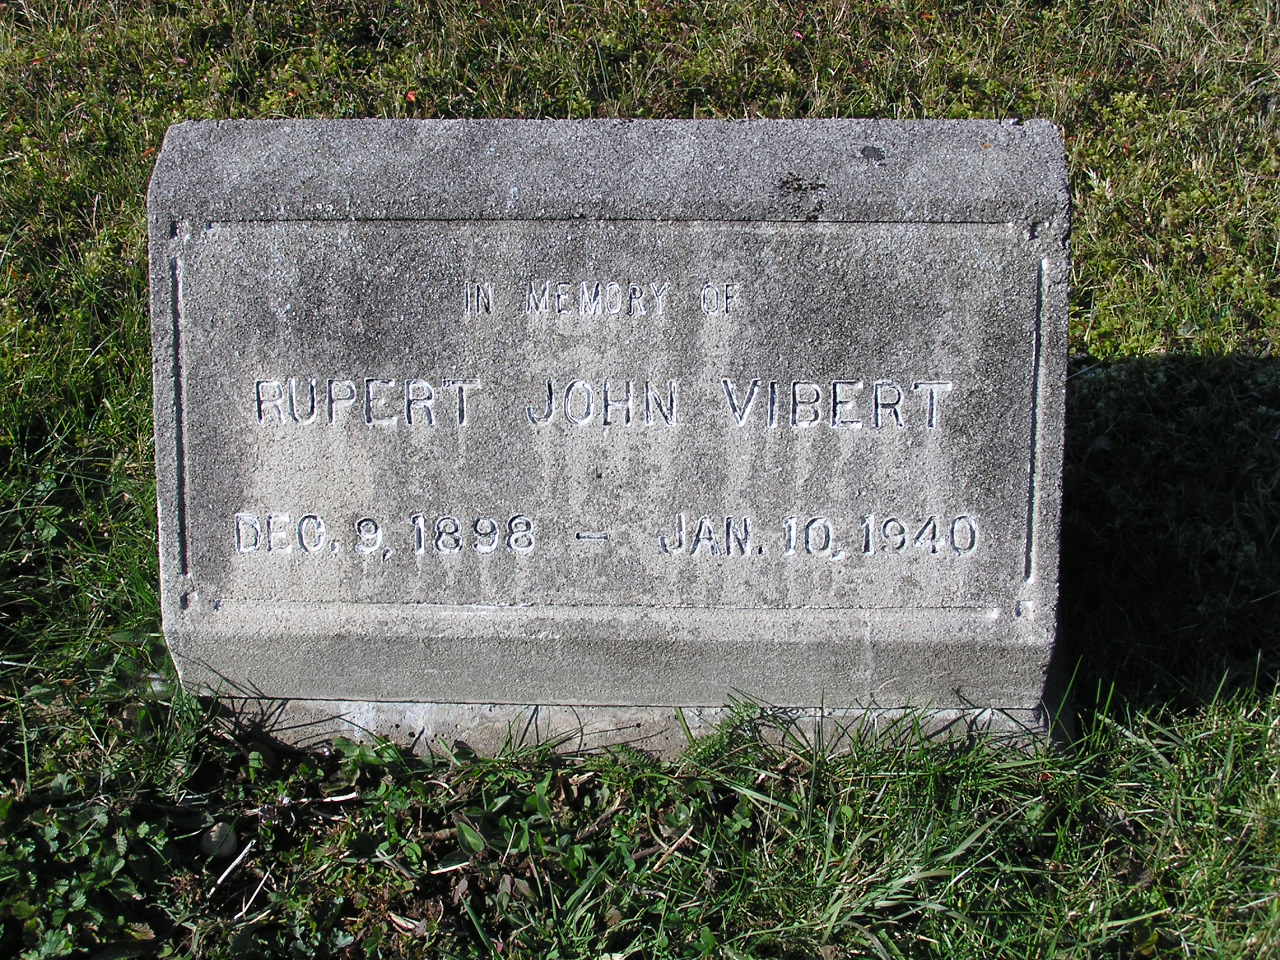 IN MEMORY OF
RUPERT JOHN VIBERT
DEC. 9, 1898 – JAN. 10, 1940